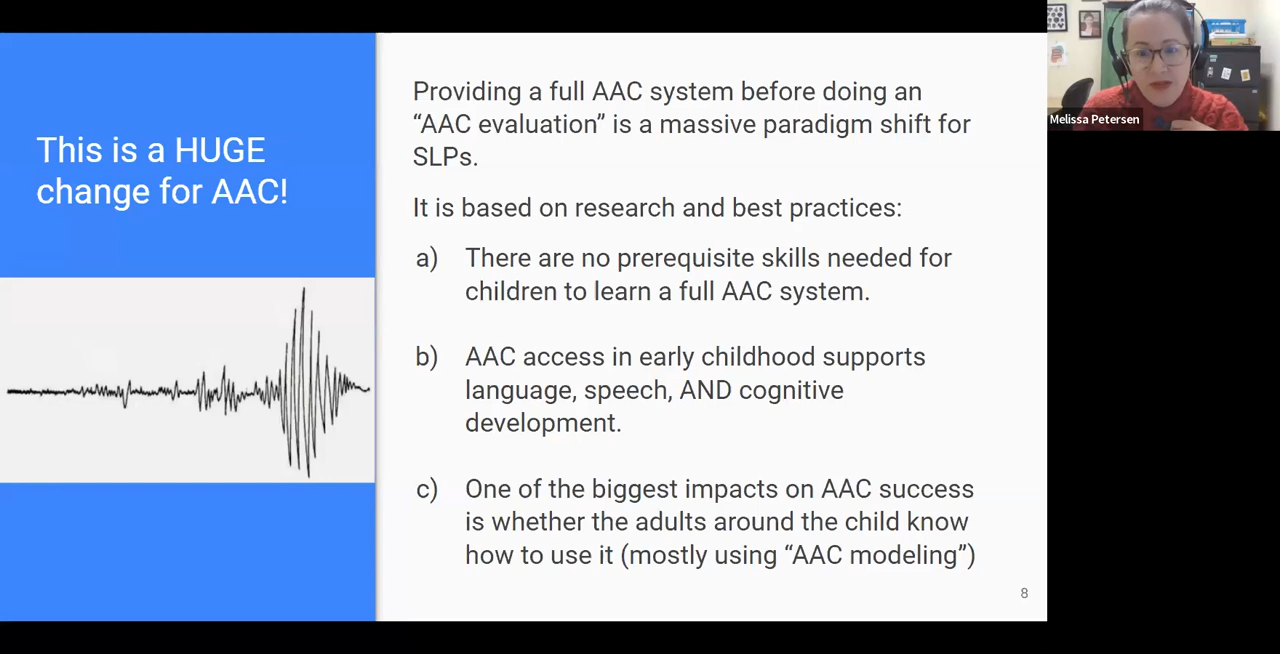 This is a HUGE
change for AAC!
Providing a full AAC system before doing an
“AAC evaluation” is a massive paradigm shift for
SLPs.
It is based on research and best practices:
a) There are no prerequisite skills needed for
children to learn a full AAC system.
b) AAC access in early childhood supports
language, speech, AND cognitive
development.
c) One of the biggest impacts on AAC success
is whether the adults around the child know
how to use it (mostly using “AAC modeling”)
8
Melissa Petersen